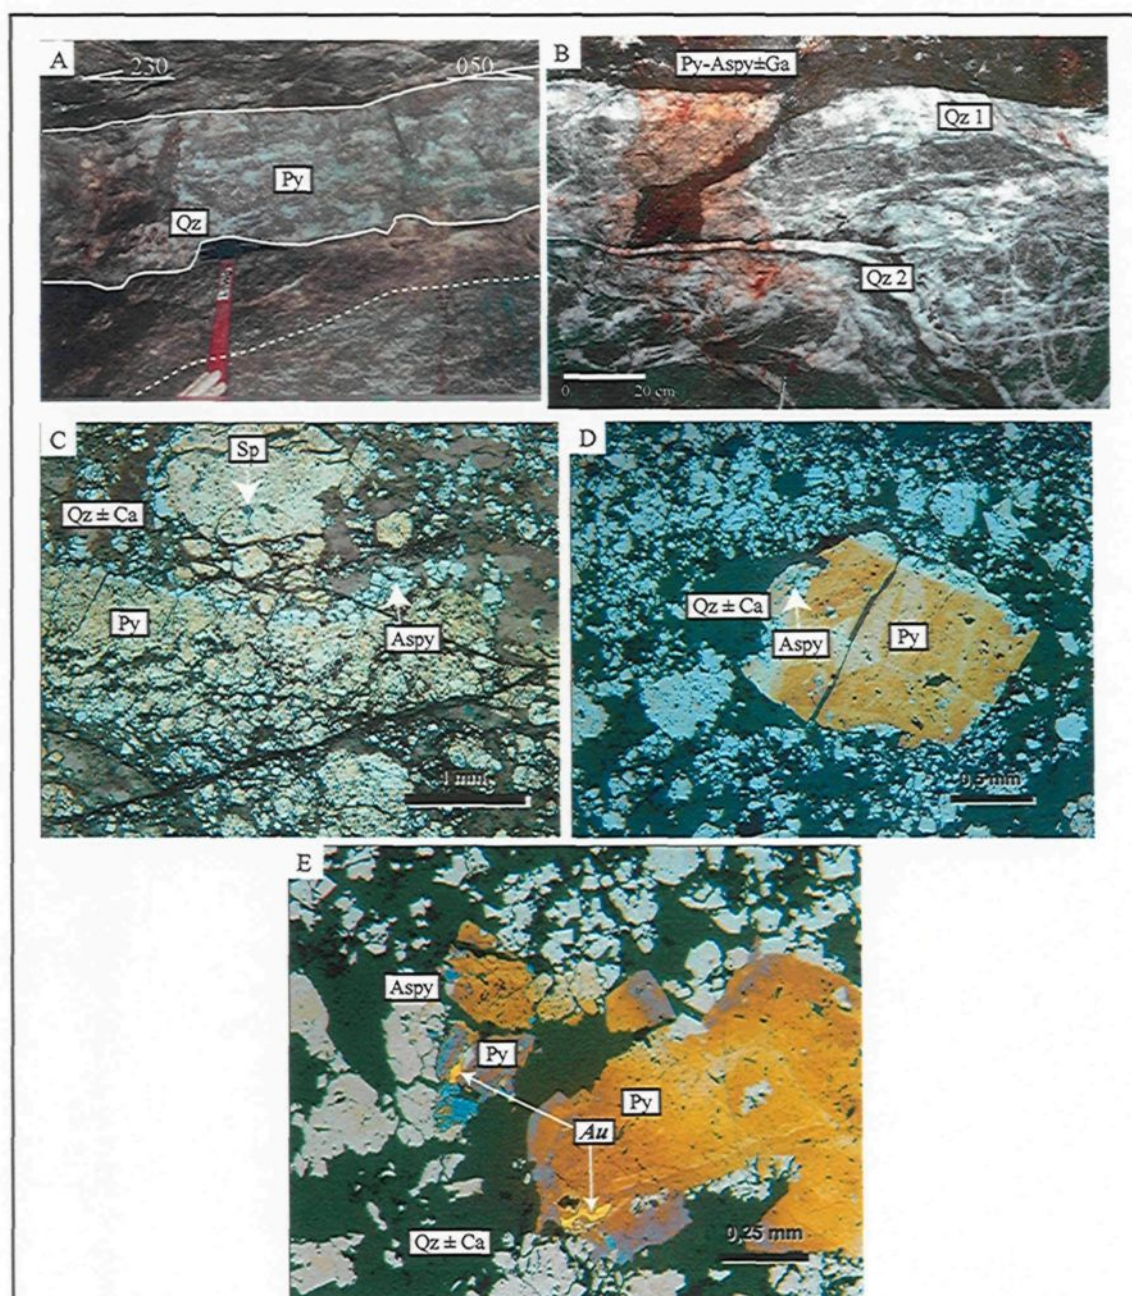 A
230
050
Py
Qz
B
Py-Aspy±Ga
Qz 1
Qz 2
0 20 cm
C
Sp
Qz ± Ca
Py
Aspy
1 mm
D
Qz ± Ca
Aspy
Py
0,5 mm
E
Aspy
Py
Py
Au
Qz ± Ca
0,25 mm